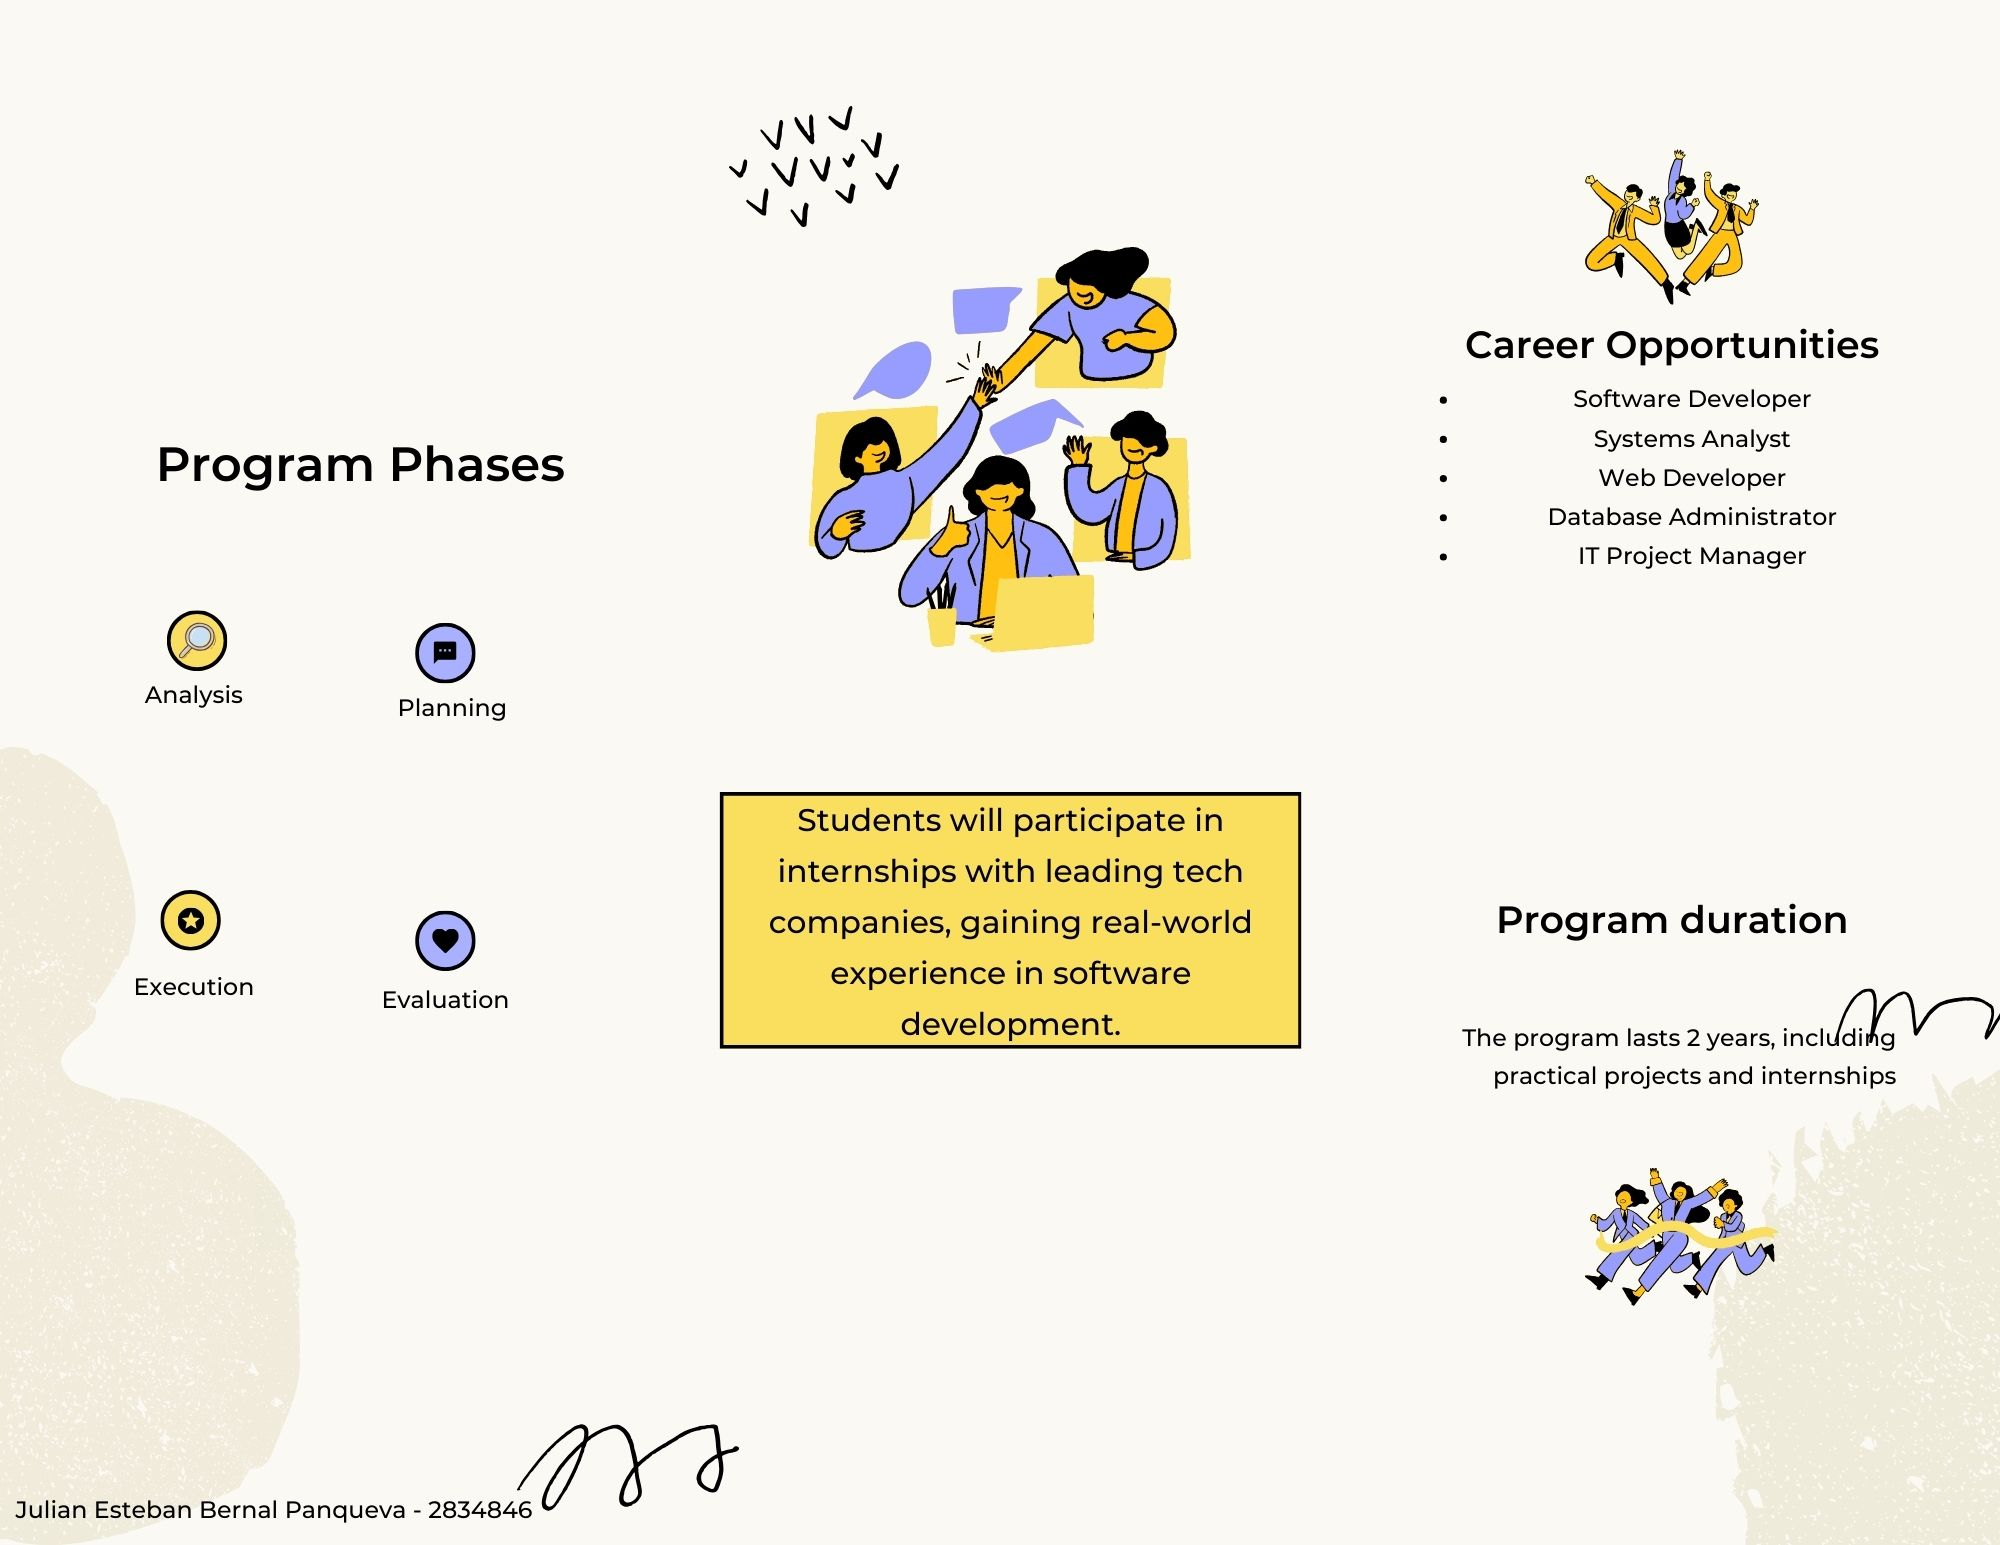 Program Phases
Analysis
Planning
Execution
Evaluation
Julian Esteban Bernal Panqueva - 2834846
Students will participate in
internships with leading tech
companies, gaining real-world
experience in software
development.
Career Opportunities
• Software Developer
• Systems Analyst
• Web Developer
• Database Administrator
• IT Project Manager
Program duration
The program lasts 2 years, including
practical projects and internships